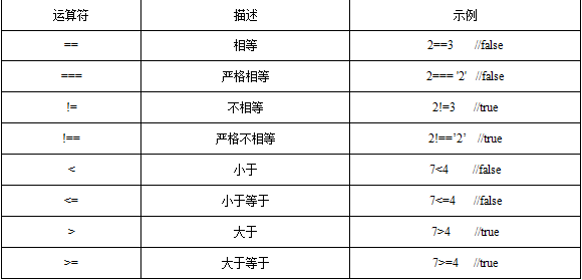 运算符 描述 示例
== 相等 2==3 //false
=== 严格相等 2=== '2' //false
!= 不相等 2!=3 //true
!== 严格不相等 2!=='2' //true
< 小于 7<4 //false
<= 小于等于 7<=4 //false
> 大于 7>4 //true
>= 大于等于 7>=4 //true